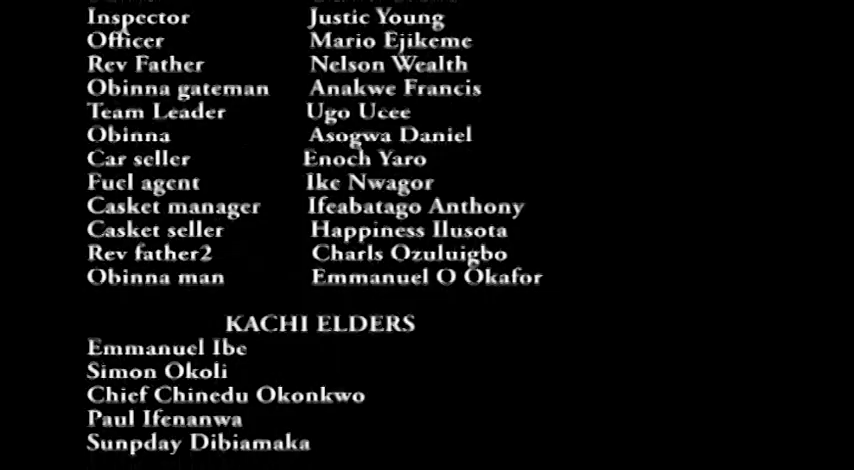 Inspector Justic Young
Officer Mario Ejikeme
Rev Father Nelson Wealth
Obinna gateman Anakwe Francis
Team Leader Ugo Ucee
Obinna Asogwa Daniel
Car seller Enoch Yaro
Fuel agent Ike Nwagor
Casket manager Ifeabatago Anthony
Casket seller Happiness Ilusota
Rev father2 Charls Ozuluigbo
Obinna man Emmanuel O Okafor
KACHI ELDERS
Emmanuel Ibe
Simon Okoli
Chief Chinedu Okonkwo
Paul Ifenanwa
Sunpday Dibiamaka